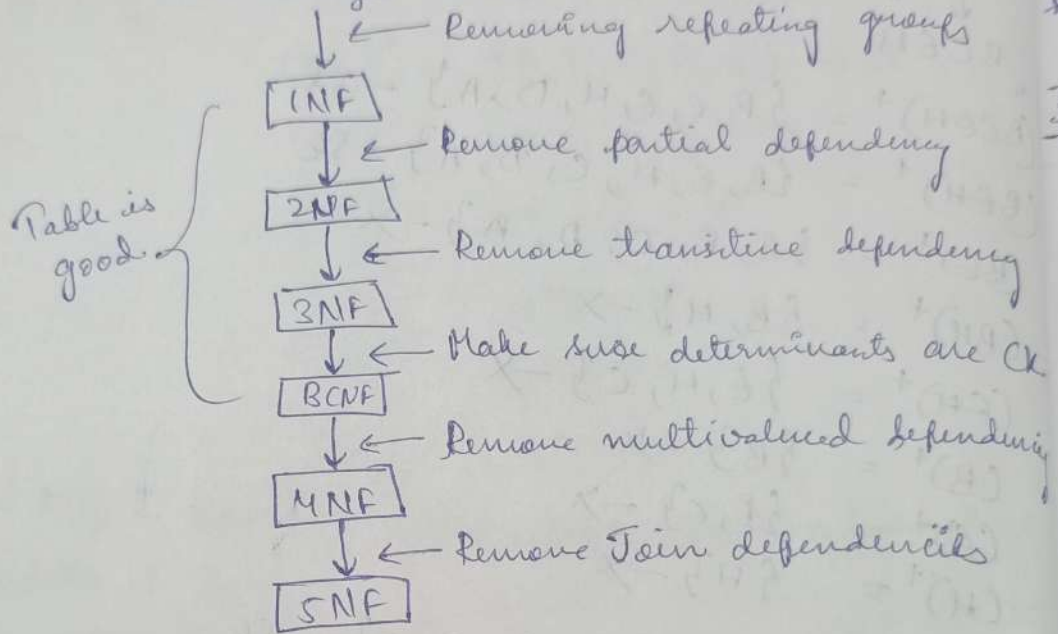 ← Removing repeating groups
1NF
← Remove partial dependency
2NF
Table is
good.
← Remove transitive dependency
3NF
← Make sure determinants are CK
BCNF
← Remove multivalued dependency
4NF
← Remove Join dependencies
5NF